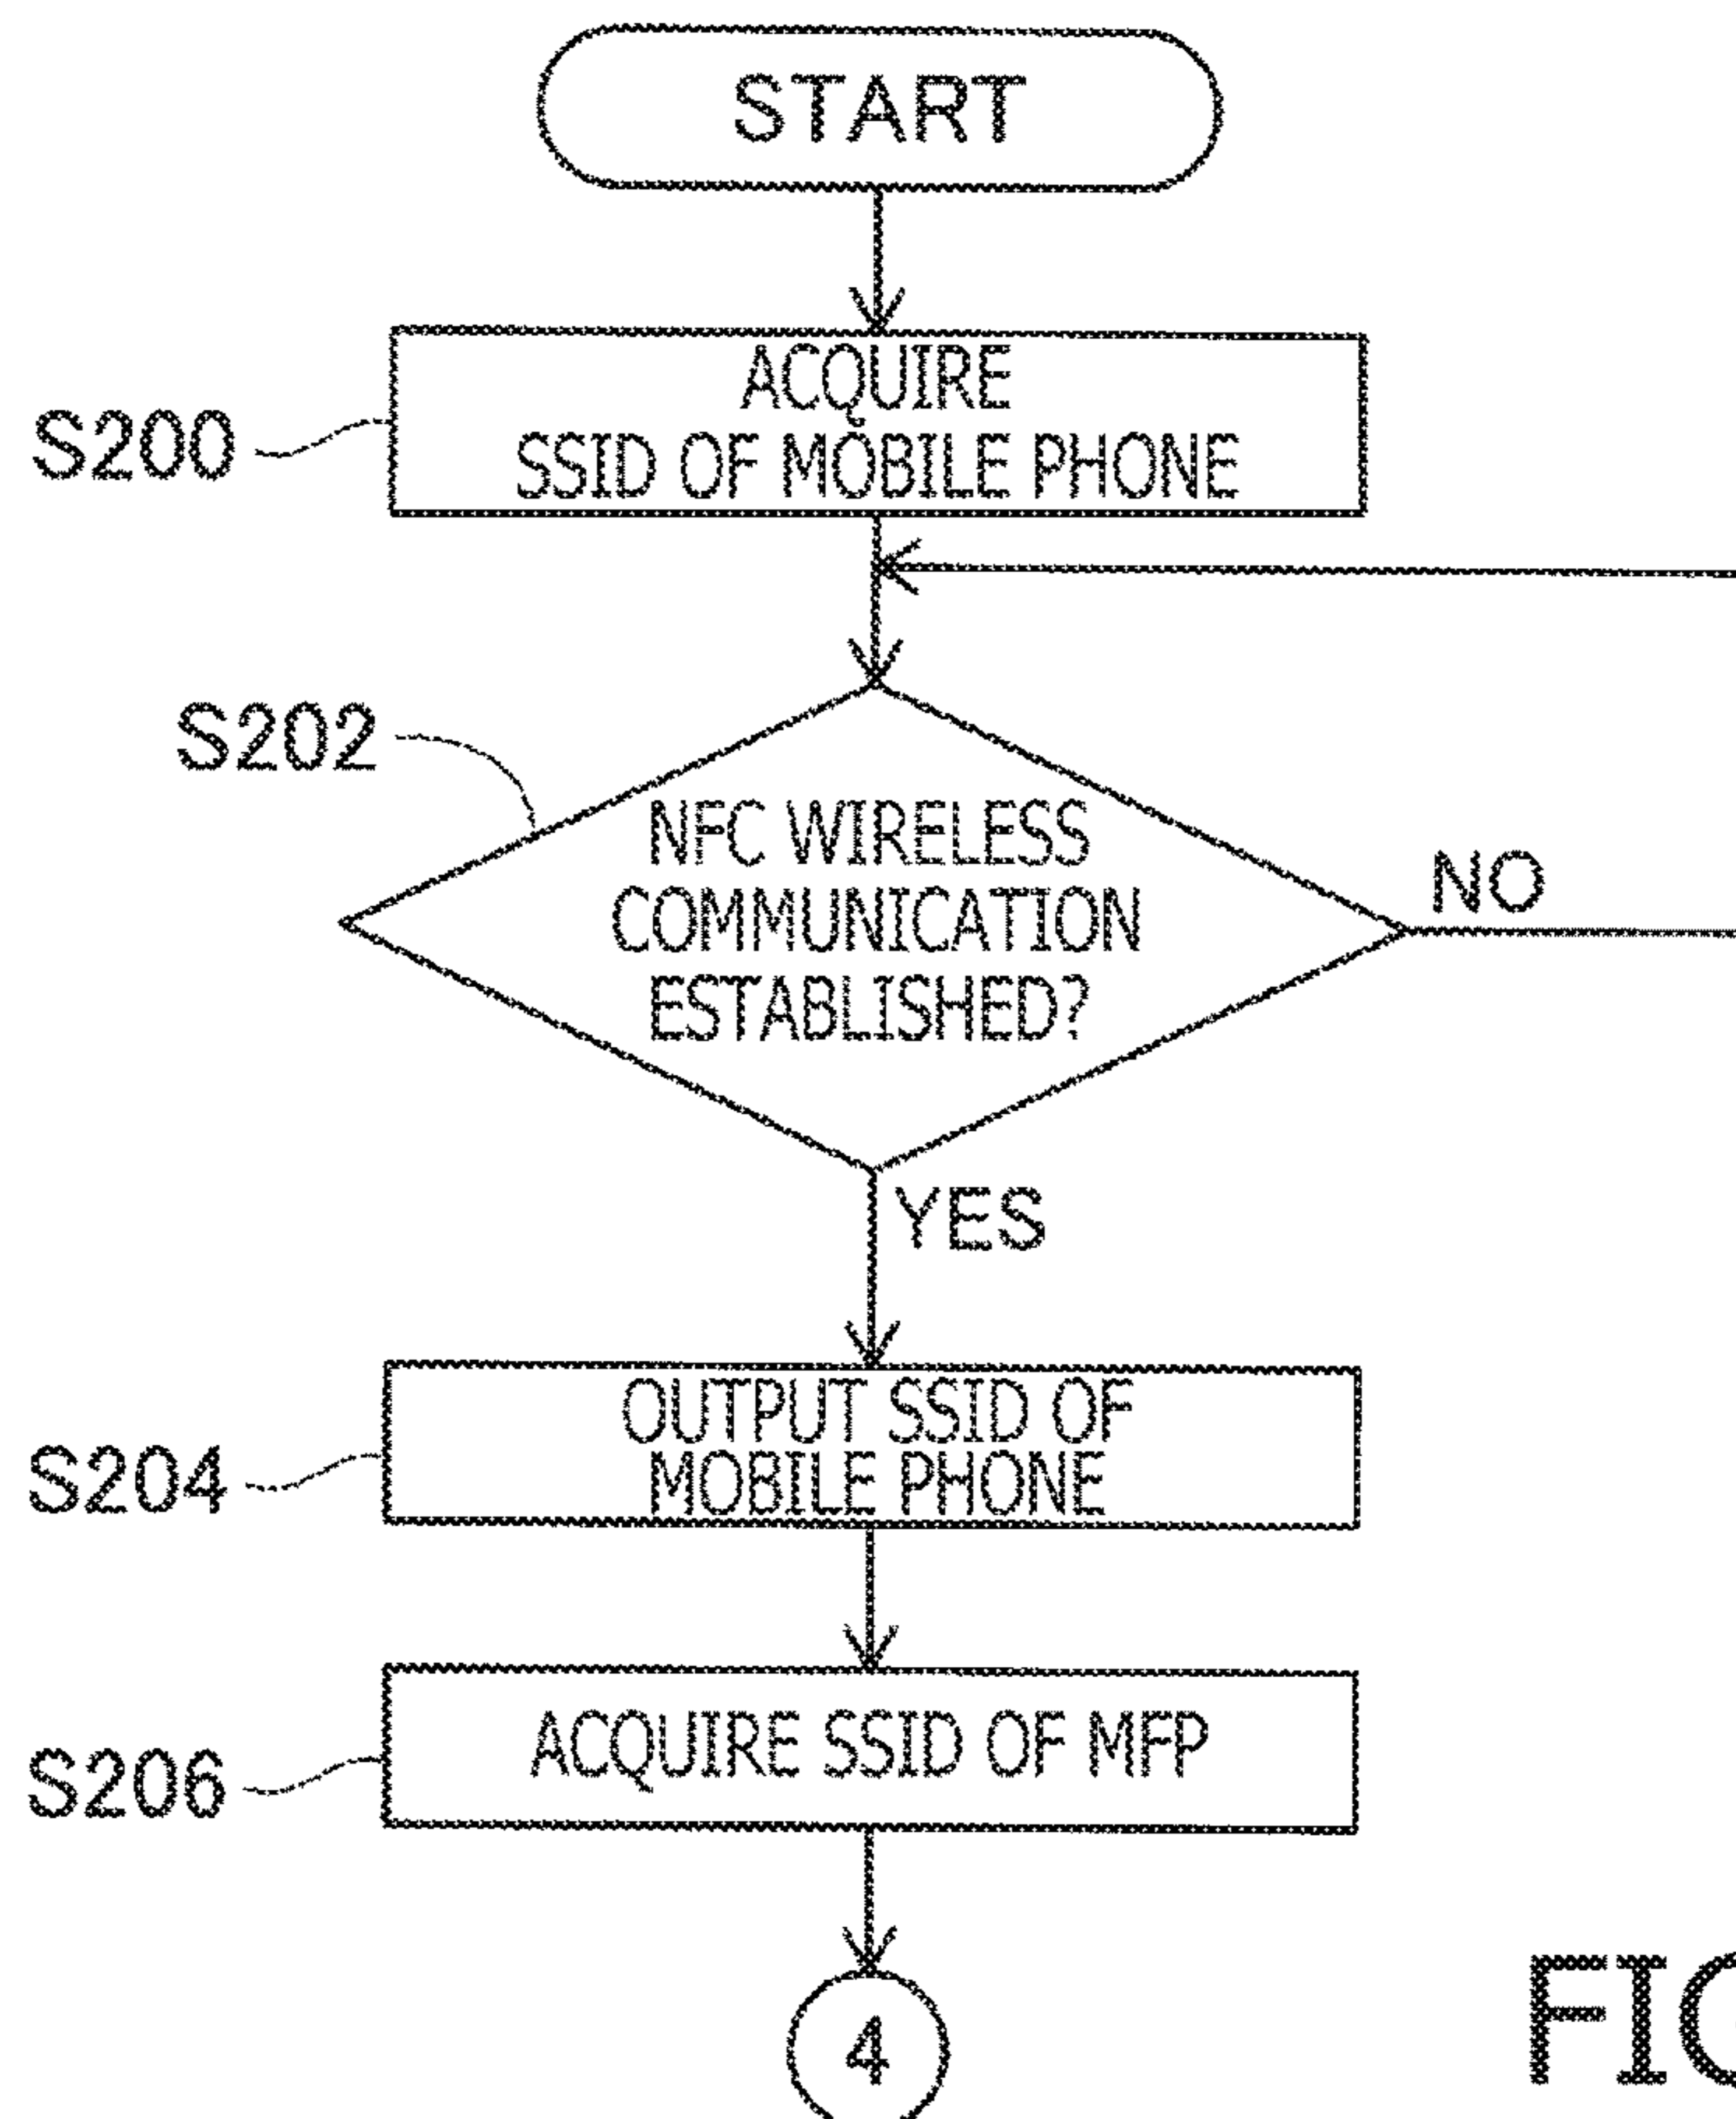 START
ACQUIRE
SSID OF MOBILE PHONE
S200
S202
NFC WIRELESS
COMMUNICATION
ESTABLISHED?
NO
YES
OUTPUT SSID OF
MOBILE PHONE
S204
ACQUIRE SSID OF MFP
S206
4
FIG